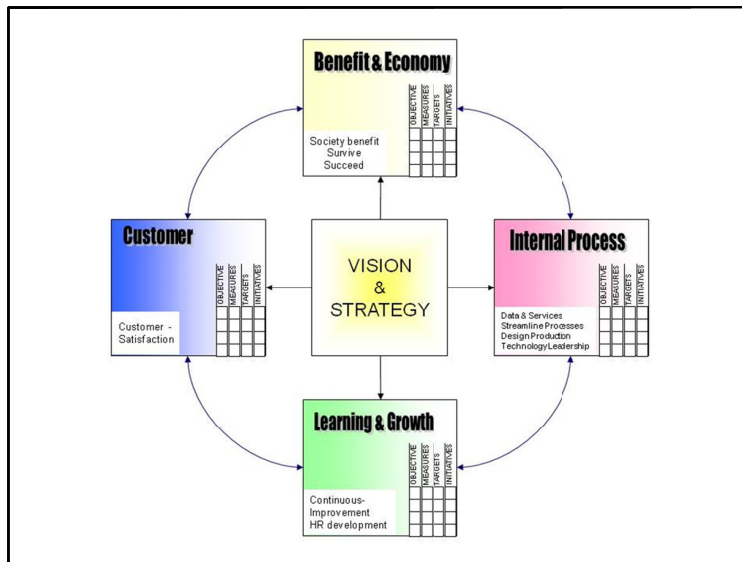 Benefit & Economy
OBJECTIVE
MEASURES
TARGETS
INITIATIVES
Society benefit
Survive
Succeed
Customer
OBJECTIVE
MEASURES
TARGETS
INITIATIVES
Customer -
Satisfaction
VISION
&
STRATEGY
Internal Process
OBJECTIVE
MEASURES
TARGETS
INITIATIVES
Data & Services
Streamline Processes
Design Production
Technology Leadership
Learning & Growth
OBJECTIVE
MEASURES
TARGETS
INITIATIVES
Continuous-
Improvement
HR development